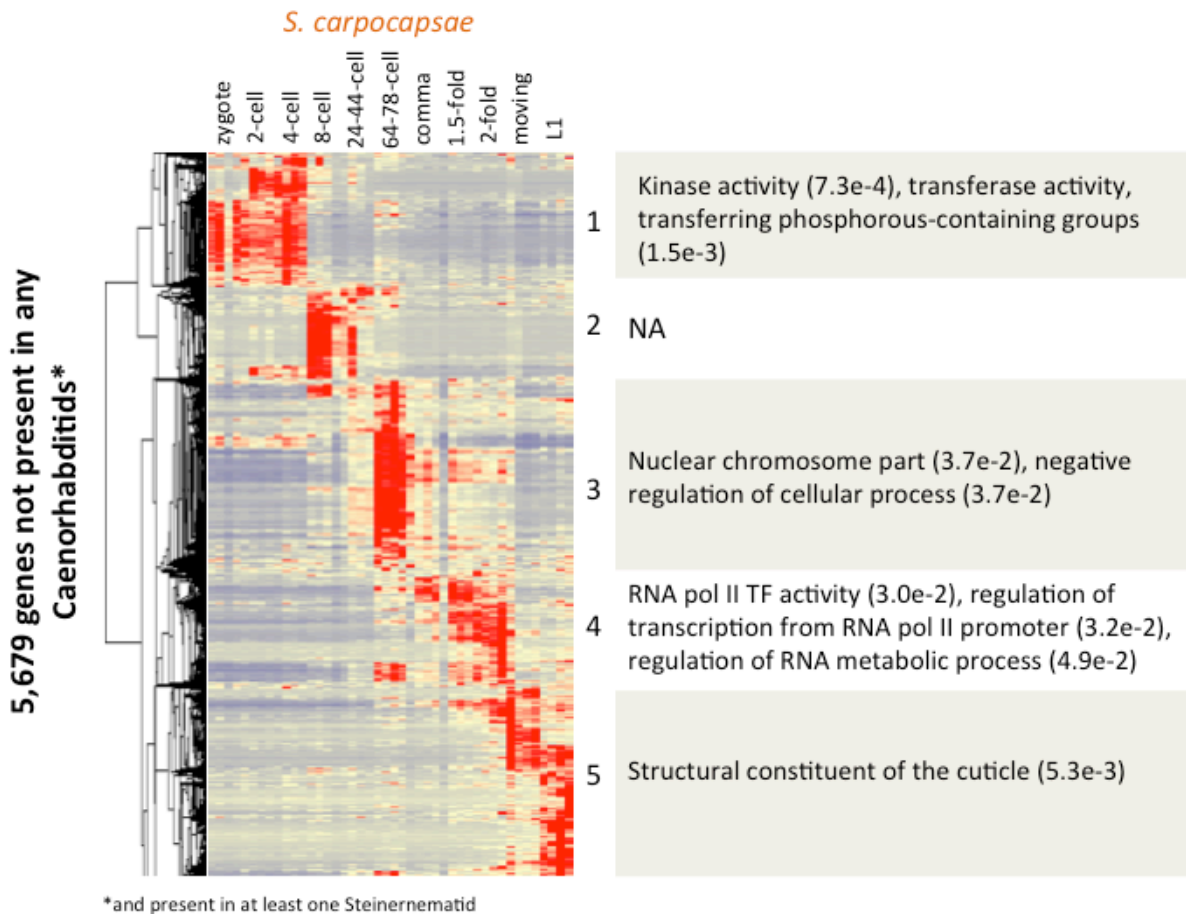 S. carpocapsae
zygote
2-cell
4-cell
8-cell
24-44-cell
64-78-cell
comma
1.5-fold
2-fold
moving
L1
5,679 genes not present in any
Caenorhabditids*
1
Kinase activity (7.3e-4), transferase activity,
transferring phosphorous-containing groups
(1.5e-3)
2
NA
3
Nuclear chromosome part (3.7e-2), negative
regulation of cellular process (3.7e-2)
4
RNA pol II TF activity (3.0e-2), regulation of
transcription from RNA pol II promoter (3.2e-2),
regulation of RNA metabolic process (4.9e-2)
5
Structural constituent of the cuticle (5.3e-3)
*and present in at least one Steinernematid